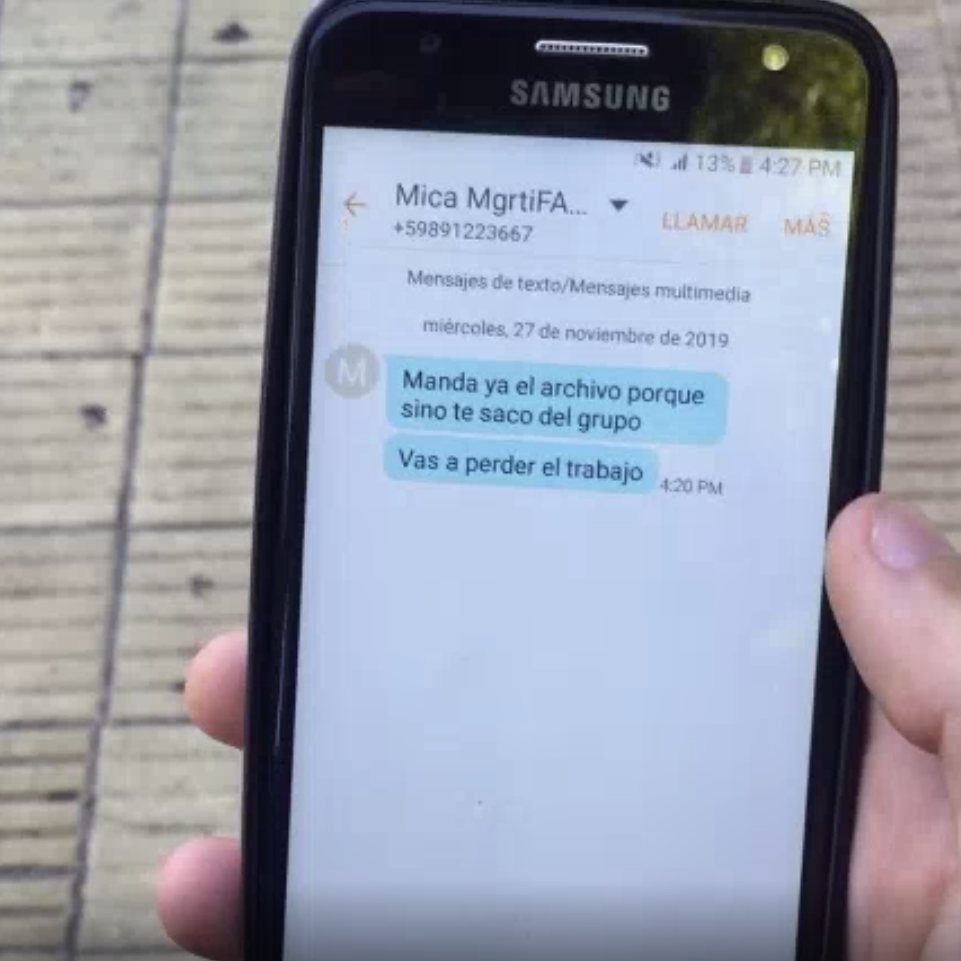 SAMSUNG
13% 4:27 PM
Mica MgrtiFA...
+59891223667
LLAMAR
MÁS
Mensajes de texto/Mensajes multimedia
miércoles, 27 de noviembre de 2019
M
Manda ya el archivo porque
sino te saco del grupo
Vas a perder el trabajo
4:20 PM